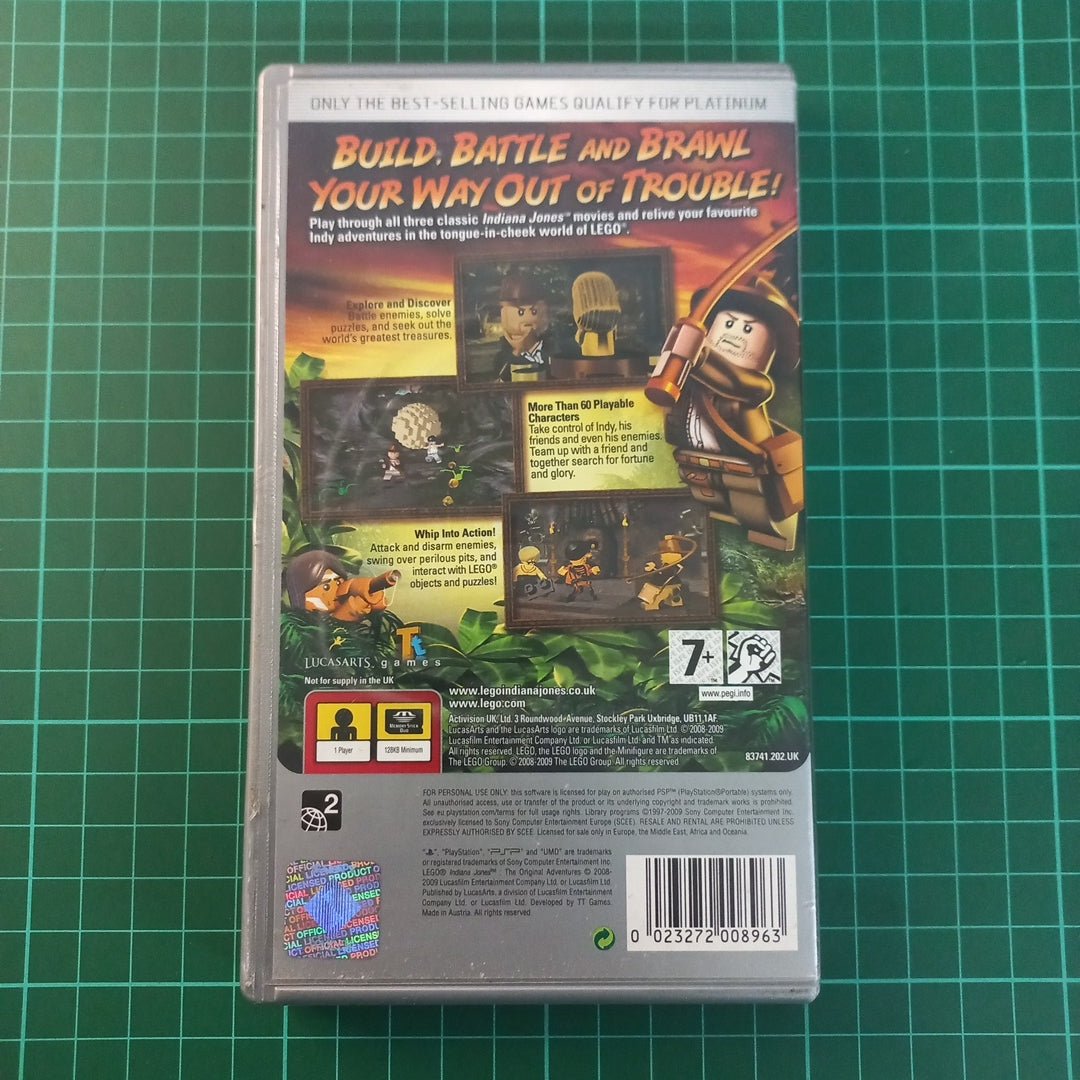 ONLY THE BEST-SELLING GAMES QUALIFY FOR PLATINUM
BUILD, BATTLE AND BRAWL
YOUR WAY OUT OF TROUBLE!
Play through all three classic Indiana Jones™ movies and relive your favourite
Indy adventures in the tongue-in-cheek world of LEGO®.
Explore and Discover
Battle enemies, solve
puzzles, and seek out the
world's greatest treasures.
More Than 60 Playable
Characters
Take control of Indy, his
friends and even his enemies.
Team up with a friend and
together search for fortune
and glory.
Whip Into Action!
Attack and disarm enemies,
swing over perilous pits, and
interact with LEGO®
objects and puzzles!
LUCASARTS
TT games
Not for supply in the UK
7+
www.pegi.info
www.legoindianajones.co.uk
www.lego.com
1 Player
MEMORY STICK
DUO
128KB Minimum
Activision UK, Ltd. 3 Roundwood Avenue, Stockley Park Uxbridge, UB11 1AF.
LucasArts and the LucasArts logo are trademarks of Lucasfilm Ltd. © 2008-2009
Lucasfilm Entertainment Company Ltd. or Lucasfilm Ltd. and TM as indicated.
All rights reserved. LEGO, the LEGO logo and the Minifigure are trademarks of
The LEGO Group. © 2008-2009 The LEGO Group. All rights reserved.
83741.202.UK
2
FOR PERSONAL USE ONLY: this software is licensed for play on authorised PSP™ (PlayStation®Portable) systems only.
All unauthorised access, use or transfer of the product or its underlying copyright and trademark works is prohibited.
See eu.playstation.com/terms for full usage rights. Library programs ©1997-2009 Sony Computer Entertainment Inc.
exclusively licensed to Sony Computer Entertainment Europe (SCEE). RESALE AND RENTAL ARE PROHIBITED UNLESS
EXPRESSLY AUTHORISED BY SCEE. Licensed for sale only in Europe, the Middle East, Africa and Oceania.
"PlayStation", "PSP" and "UMD" are trademarks
or registered trademarks of Sony Computer Entertainment Inc.
LEGO® Indiana Jones™: The Original Adventures © 2008-
2009 Lucasfilm Entertainment Company Ltd. or Lucasfilm Ltd.
Published by LucasArts, a division of Lucasfilm Entertainment
Company Ltd. or Lucasfilm Ltd. Developed by TT Games.
Made in Austria. All rights reserved.
OFFICIAL LICENSED PRODUCT
0 023272 008963